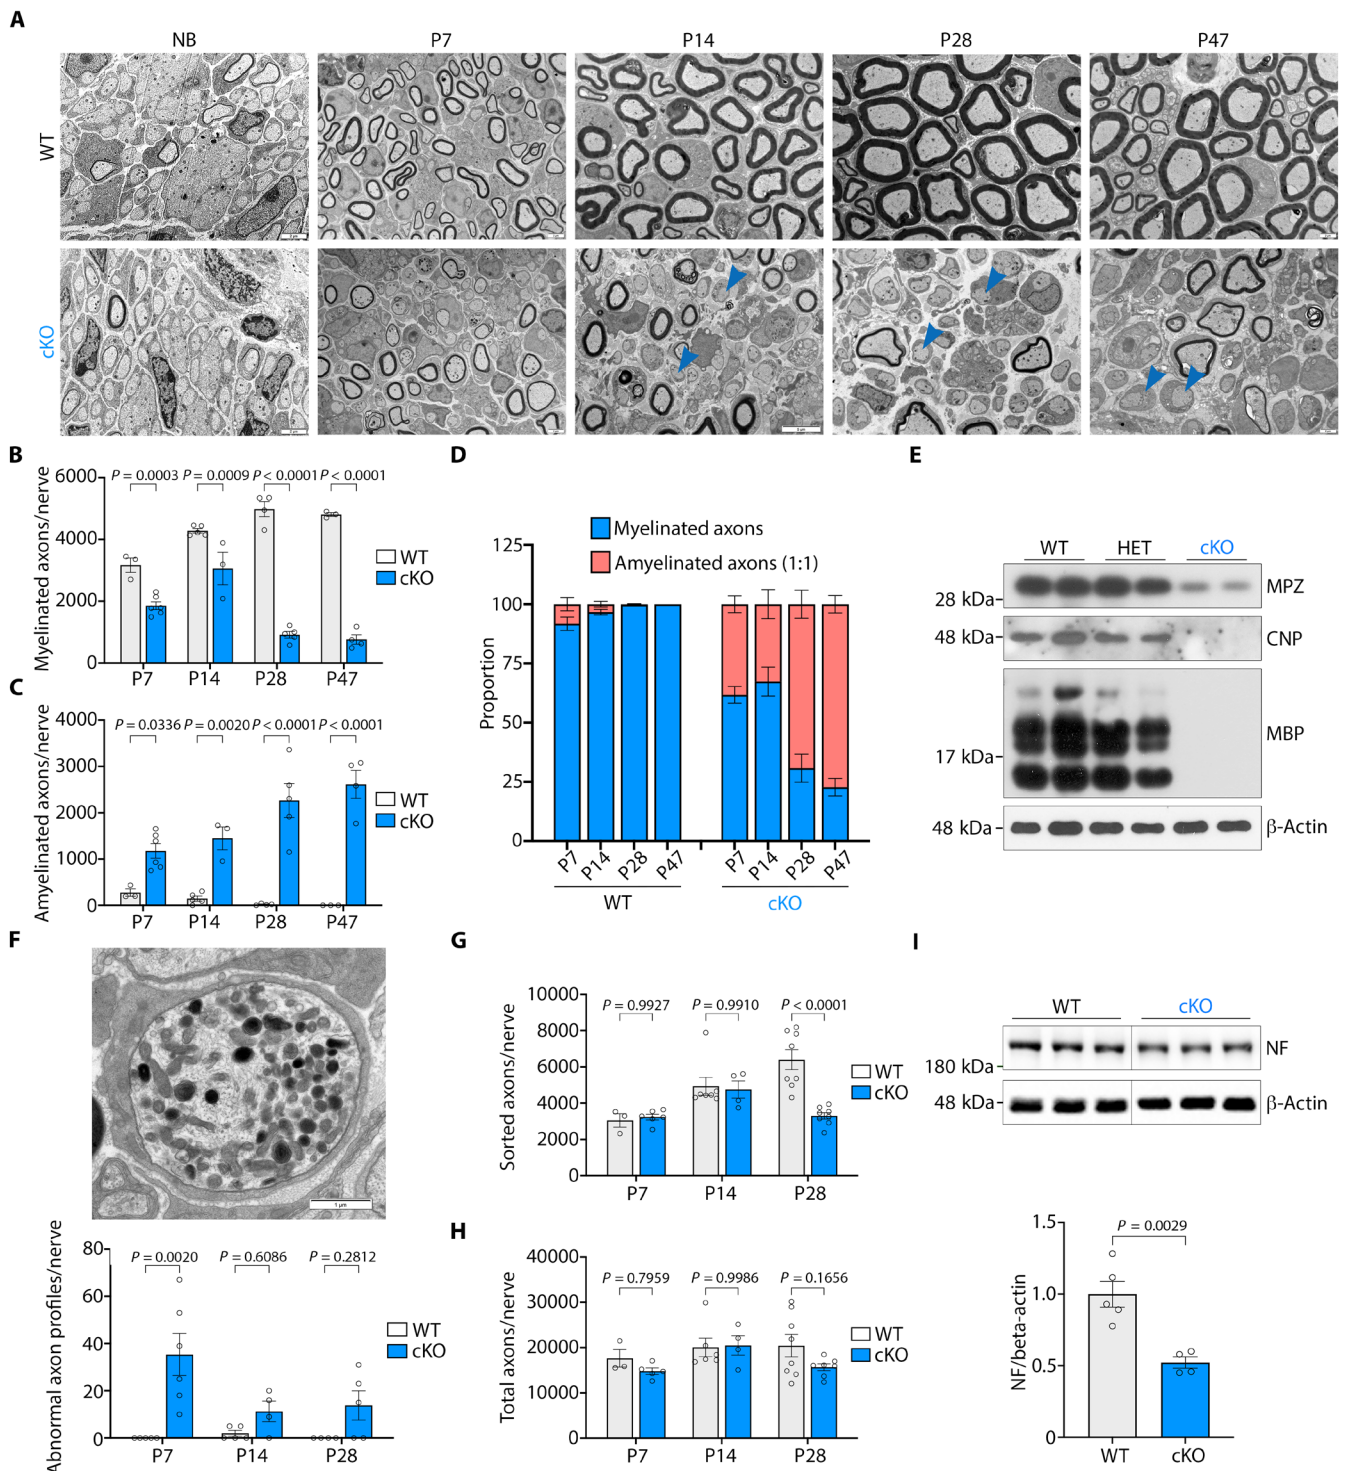 A
NB P7 P14 P28 P47
WT
cKO
B
Myelinated axons/nerve
6000
4000
2000
0
P = 0.0003 P = 0.0009 P < 0.0001 P < 0.0001
WT
cKO
P7 P14 P28 P47
C
Amyelinated axons/nerve
4000
3000
2000
1000
0
P = 0.0336 P = 0.0020 P < 0.0001 P < 0.0001
WT
cKO
P7 P14 P28 P47
D
Myelinated axons
Amyelinated axons (1:1)
Proportion
125
100
75
50
25
0
P7 P14 P28 P47 P7 P14 P28 P47
WT cKO
E
WT HET cKO
28 kDa MPZ
48 kDa CNP
17 kDa MBP
48 kDa β-Actin
F
1 µm
Abnormal axon profiles/nerve
80
60
40
20
0
P = 0.0020 P = 0.6086 P = 0.2812
WT
cKO
P7 P14 P28
G
Sorted axons/nerve
10000
8000
6000
4000
2000
0
P = 0.9927 P = 0.9910 P < 0.0001
WT
cKO
P7 P14 P28
H
Total axons/nerve
40000
30000
20000
10000
0
P = 0.7959 P = 0.9986 P = 0.1656
WT
cKO
P7 P14 P28
I
WT cKO
180 kDa NF
48 kDa β-Actin
NF/beta-actin
1.5
1.0
0.5
0
P = 0.0029
WT cKO